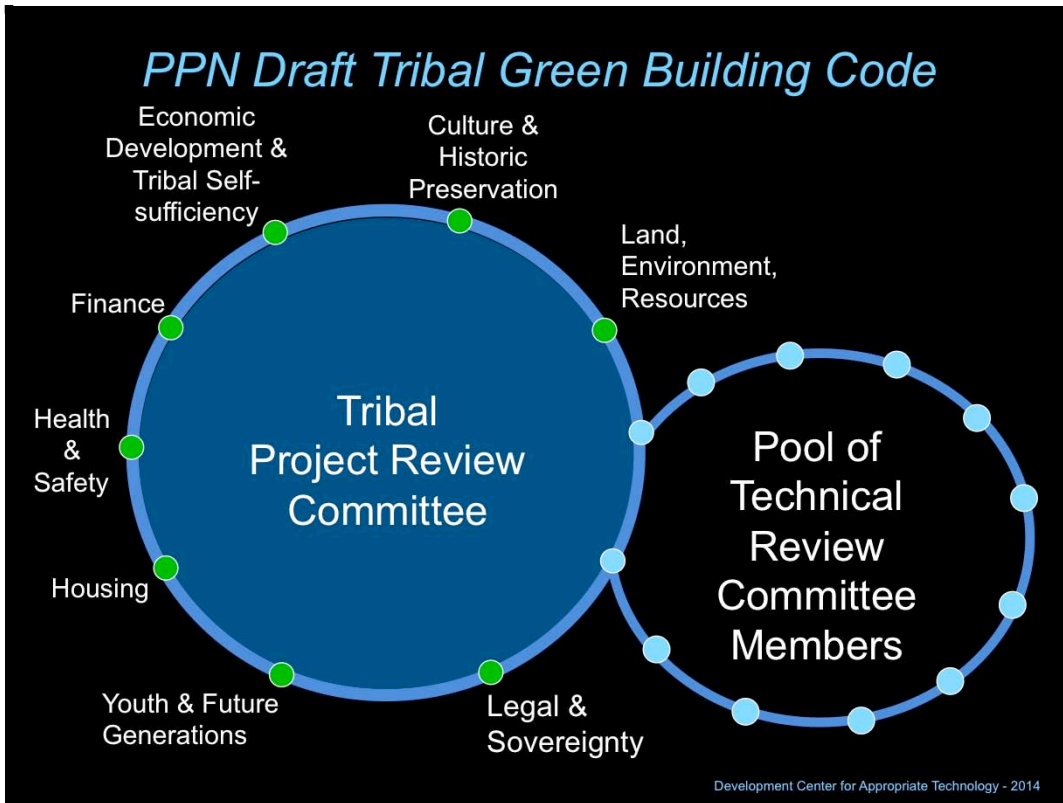 PPN Draft Tribal Green Building Code
Economic
Development &
Tribal Self-
sufficiency
Culture &
Historic
Preservation
Land,
Environment,
Resources
Finance
Health
&
Safety
Housing
Youth & Future
Generations
Legal &
Sovereignty
Tribal
Project Review
Committee
Pool of
Technical
Review
Committee
Members
Development Center for Appropriate Technology - 2014